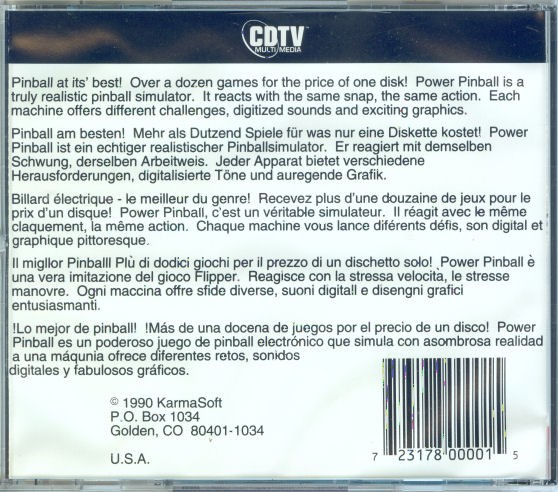 CDTV
MULTIMEDIA
Pinball at its' best!  Over a dozen games for the price of one disk!  Power Pinball is a
truly realistic pinball simulator.  It reacts with the same snap, the same action.  Each
machine offers different challenges, digitized sounds and exciting graphics.
Pinball am besten!  Mehr als Dutzend Spiele für was nur eine Diskette kostet!  Power
Pinball ist ein echtiger realistischer Pinballsimulator.  Er reagiert mit demselben
Schwung, derselben Arbeitweis.  Jeder Apparat bietet verschiedene
Herausforderungen, digitalisierte Töne und auregende Grafik.
Billard électrique - le meilleur du genre!  Recevez plus d'une douzaine de jeux pour le
prix d'un disque!  Power Pinball, c'est un véritable simulateur.  Il réagit avec le même
claquement, la même action.  Chaque machine vous lance diférents défis, son digital et
graphique pittoresque.
Il miglior Pinball! Più di dodici giochi per il prezzo di un dischetto solo!  Power Pinball è
una vera imitazione del gioco Flipper.  Reagisce con la stressa velocita, le stresse
manovre.  Ogni maccina offre sfide diverse, suoni digitali e disengni grafici
entusiasmanti.
!Lo mejor de pinball!  !Más de una docena de juegos por el precio de un disco!  Power
Pinball es un poderoso juego de pinball electrónico que simula con asombrosa realidad
a una máqunia ofrece diferentes retos, sonidos
digitales y fabulosos gráficos.
© 1990 KarmaSoft
P.O. Box 1034
Golden, CO  80401-1034
U.S.A.
7 23178 00001 5